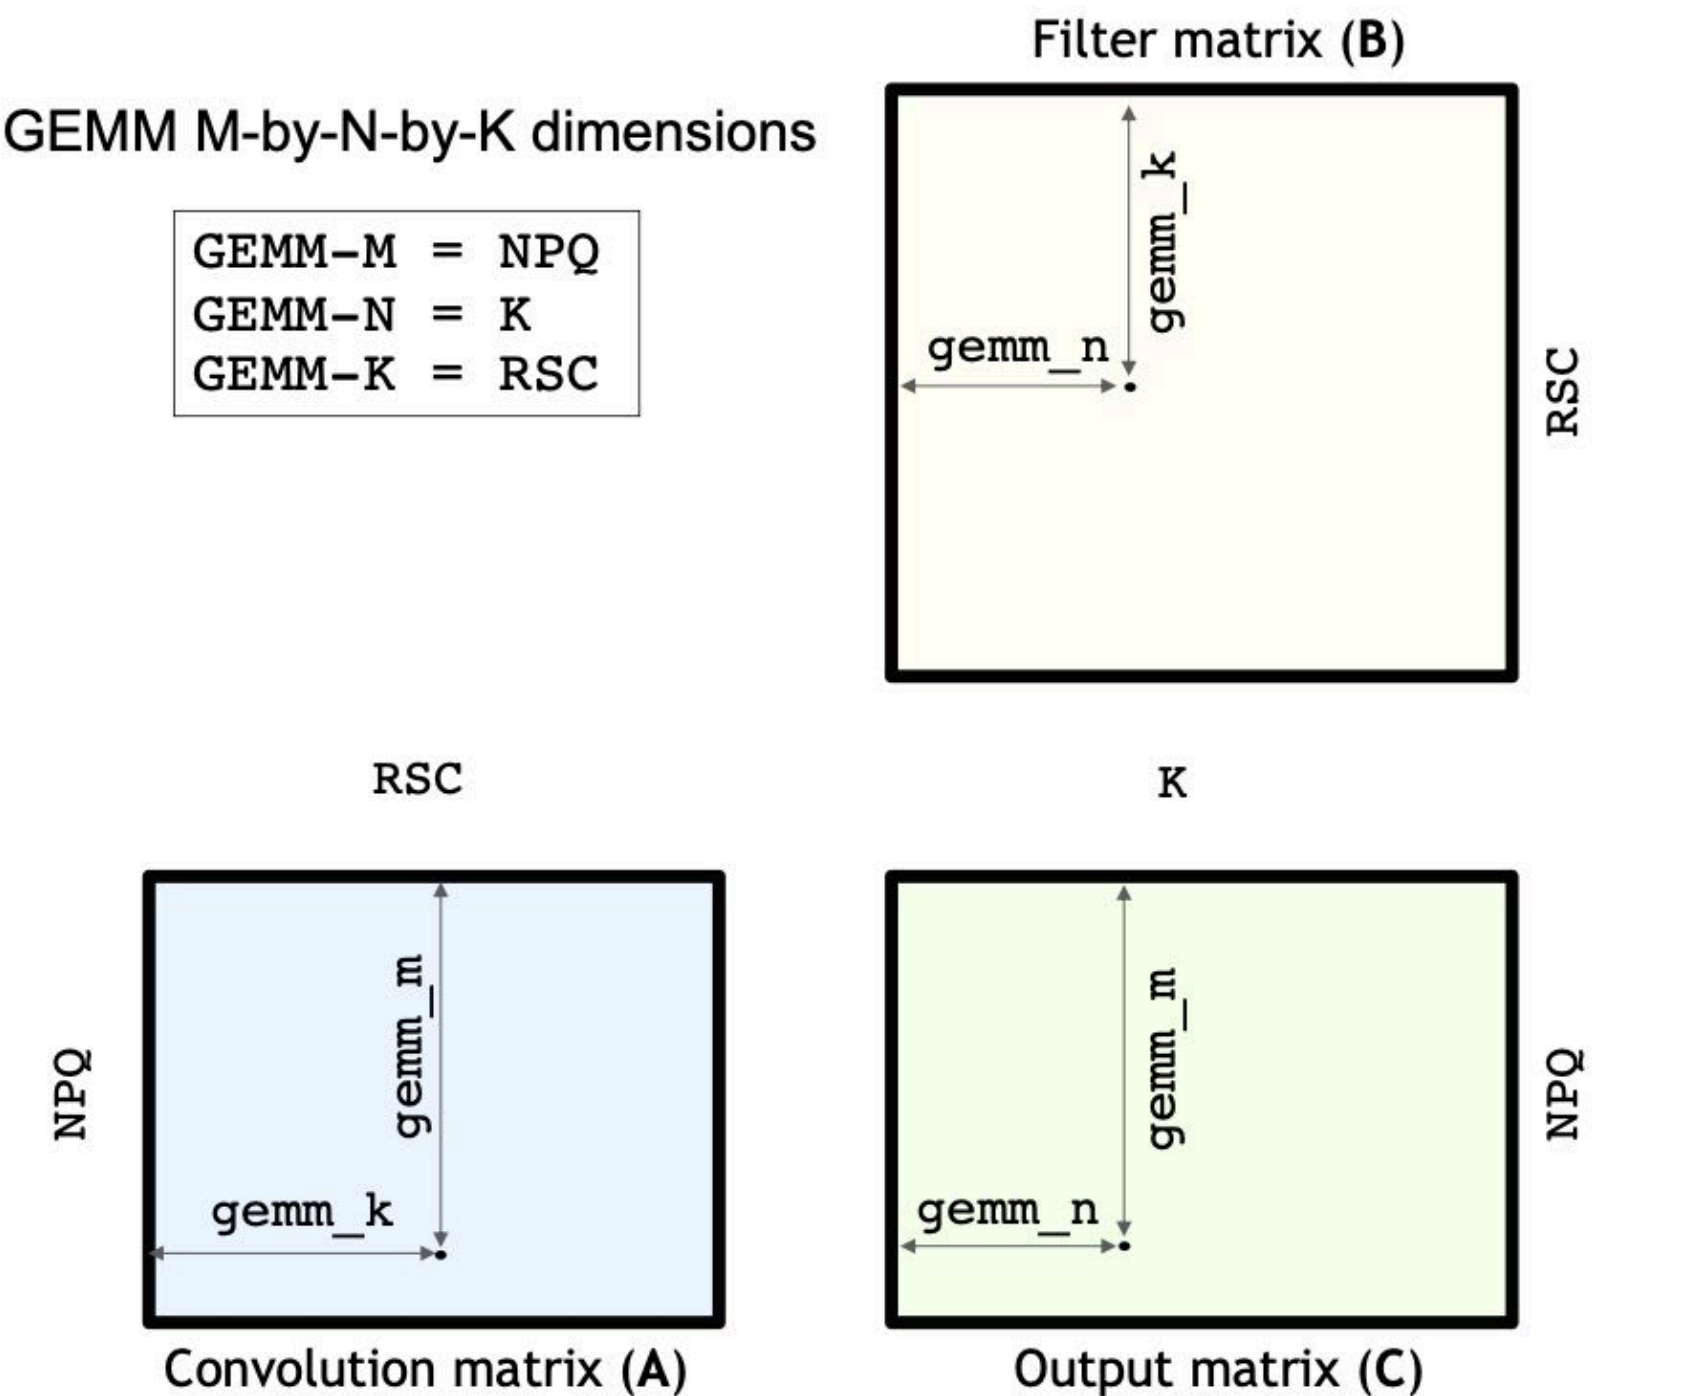 Filter matrix (B)
GEMM M-by-N-by-K dimensions
GEMM-M = NPQ
GEMM-N = K
GEMM-K = RSC
gemm_k
gemm_n
RSC
RSC
K
NPQ
gemm_m
gemm_k
gemm_m
gemm_n
NPQ
Convolution matrix (A)
Output matrix (C)